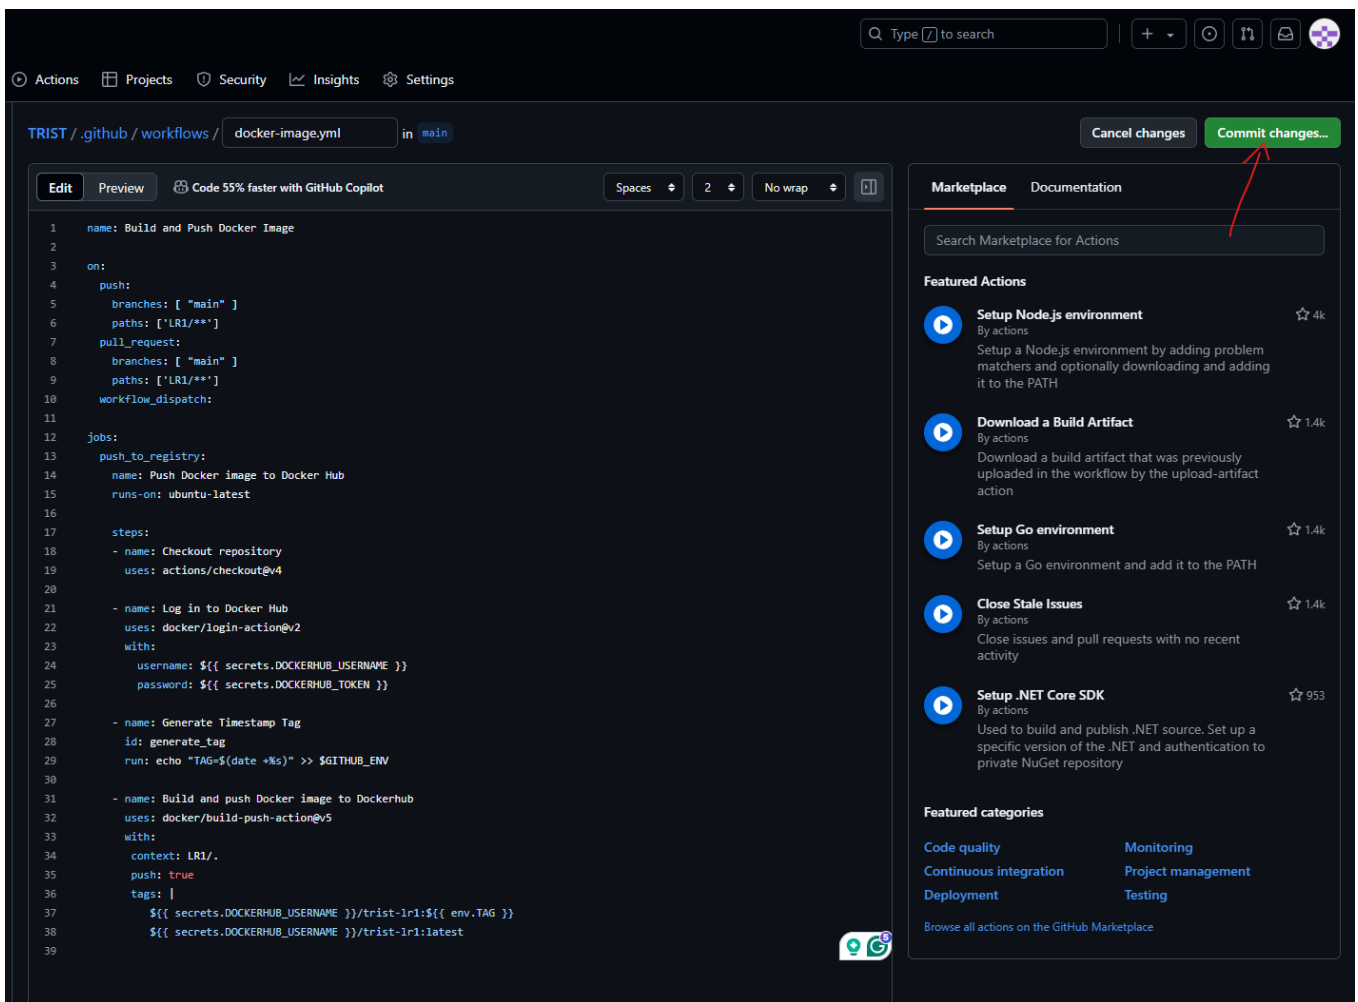 Type / to search
Actions Projects Security Insights Settings
TRIST / .github / workflows / docker-image.yml in main
Cancel changes Commit changes...
Edit Preview Code 55% faster with GitHub Copilot Spaces 2 No wrap
1 name: Build and Push Docker Image
2
3 on:
4 push:
5 branches: [ "main" ]
6 paths: ['LR1/**']
7 pull_request:
8 branches: [ "main" ]
9 paths: ['LR1/**']
10 workflow_dispatch:
11
12 jobs:
13 push_to_registry:
14 name: Push Docker image to Docker Hub
15 runs-on: ubuntu-latest
16
17 steps:
18 - name: Checkout repository
19 uses: actions/checkout@v4
20
21 - name: Log in to Docker Hub
22 uses: docker/login-action@v2
23 with:
24 username: ${{ secrets.DOCKERHUB_USERNAME }}
25 password: ${{ secrets.DOCKERHUB_TOKEN }}
26
27 - name: Generate Timestamp Tag
28 id: generate_tag
29 run: echo "TAG=$(date +%s)" >> $GITHUB_ENV
30
31 - name: Build and push Docker image to Dockerhub
32 uses: docker/build-push-action@v5
33 with:
34 context: LR1/.
35 push: true
36 tags: |
37 ${{ secrets.DOCKERHUB_USERNAME }}/trist-lr1:${{ env.TAG }}
38 ${{ secrets.DOCKERHUB_USERNAME }}/trist-lr1:latest
39
5
Marketplace Documentation
Search Marketplace for Actions
Featured Actions
Setup Node.js environment 4k
By actions
Setup a Node.js environment by adding problem
matchers and optionally downloading and adding
it to the PATH
Download a Build Artifact 1.4k
By actions
Download a build artifact that was previously
uploaded in the workflow by the upload-artifact
action
Setup Go environment 1.4k
By actions
Setup a Go environment and add it to the PATH
Close Stale Issues 1.4k
By actions
Close issues and pull requests with no recent
activity
Setup .NET Core SDK 953
By actions
Used to build and publish .NET source. Set up a
specific version of the .NET and authentication to
private NuGet repository
Featured categories
Code quality Monitoring
Continuous integration Project management
Deployment Testing
Browse all actions on the GitHub Marketplace